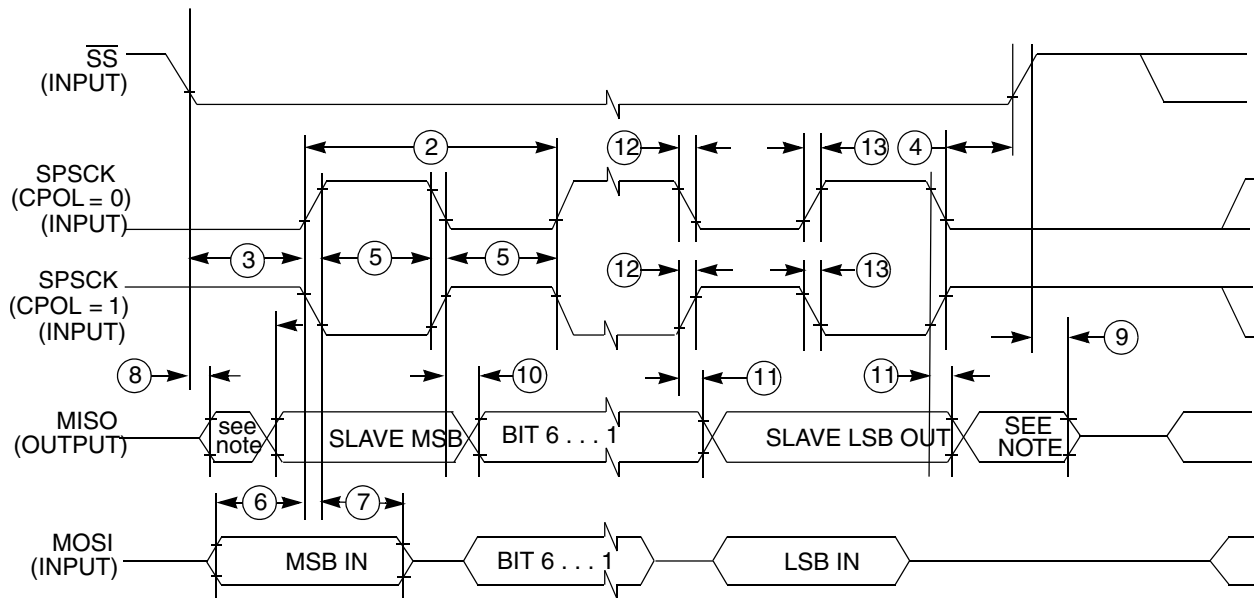 SS
(INPUT)
2
12
13
4
SPSCK
(CPOL = 0)
(INPUT)
3
5
5
12
13
SPSCK
(CPOL = 1)
(INPUT)
8
10
11
11
9
MISO
(OUTPUT)
see
note
SLAVE MSB
BIT 6 . . . 1
SLAVE LSB OUT
SEE
NOTE
6
7
MOSI
(INPUT)
MSB IN
BIT 6 . . . 1
LSB IN